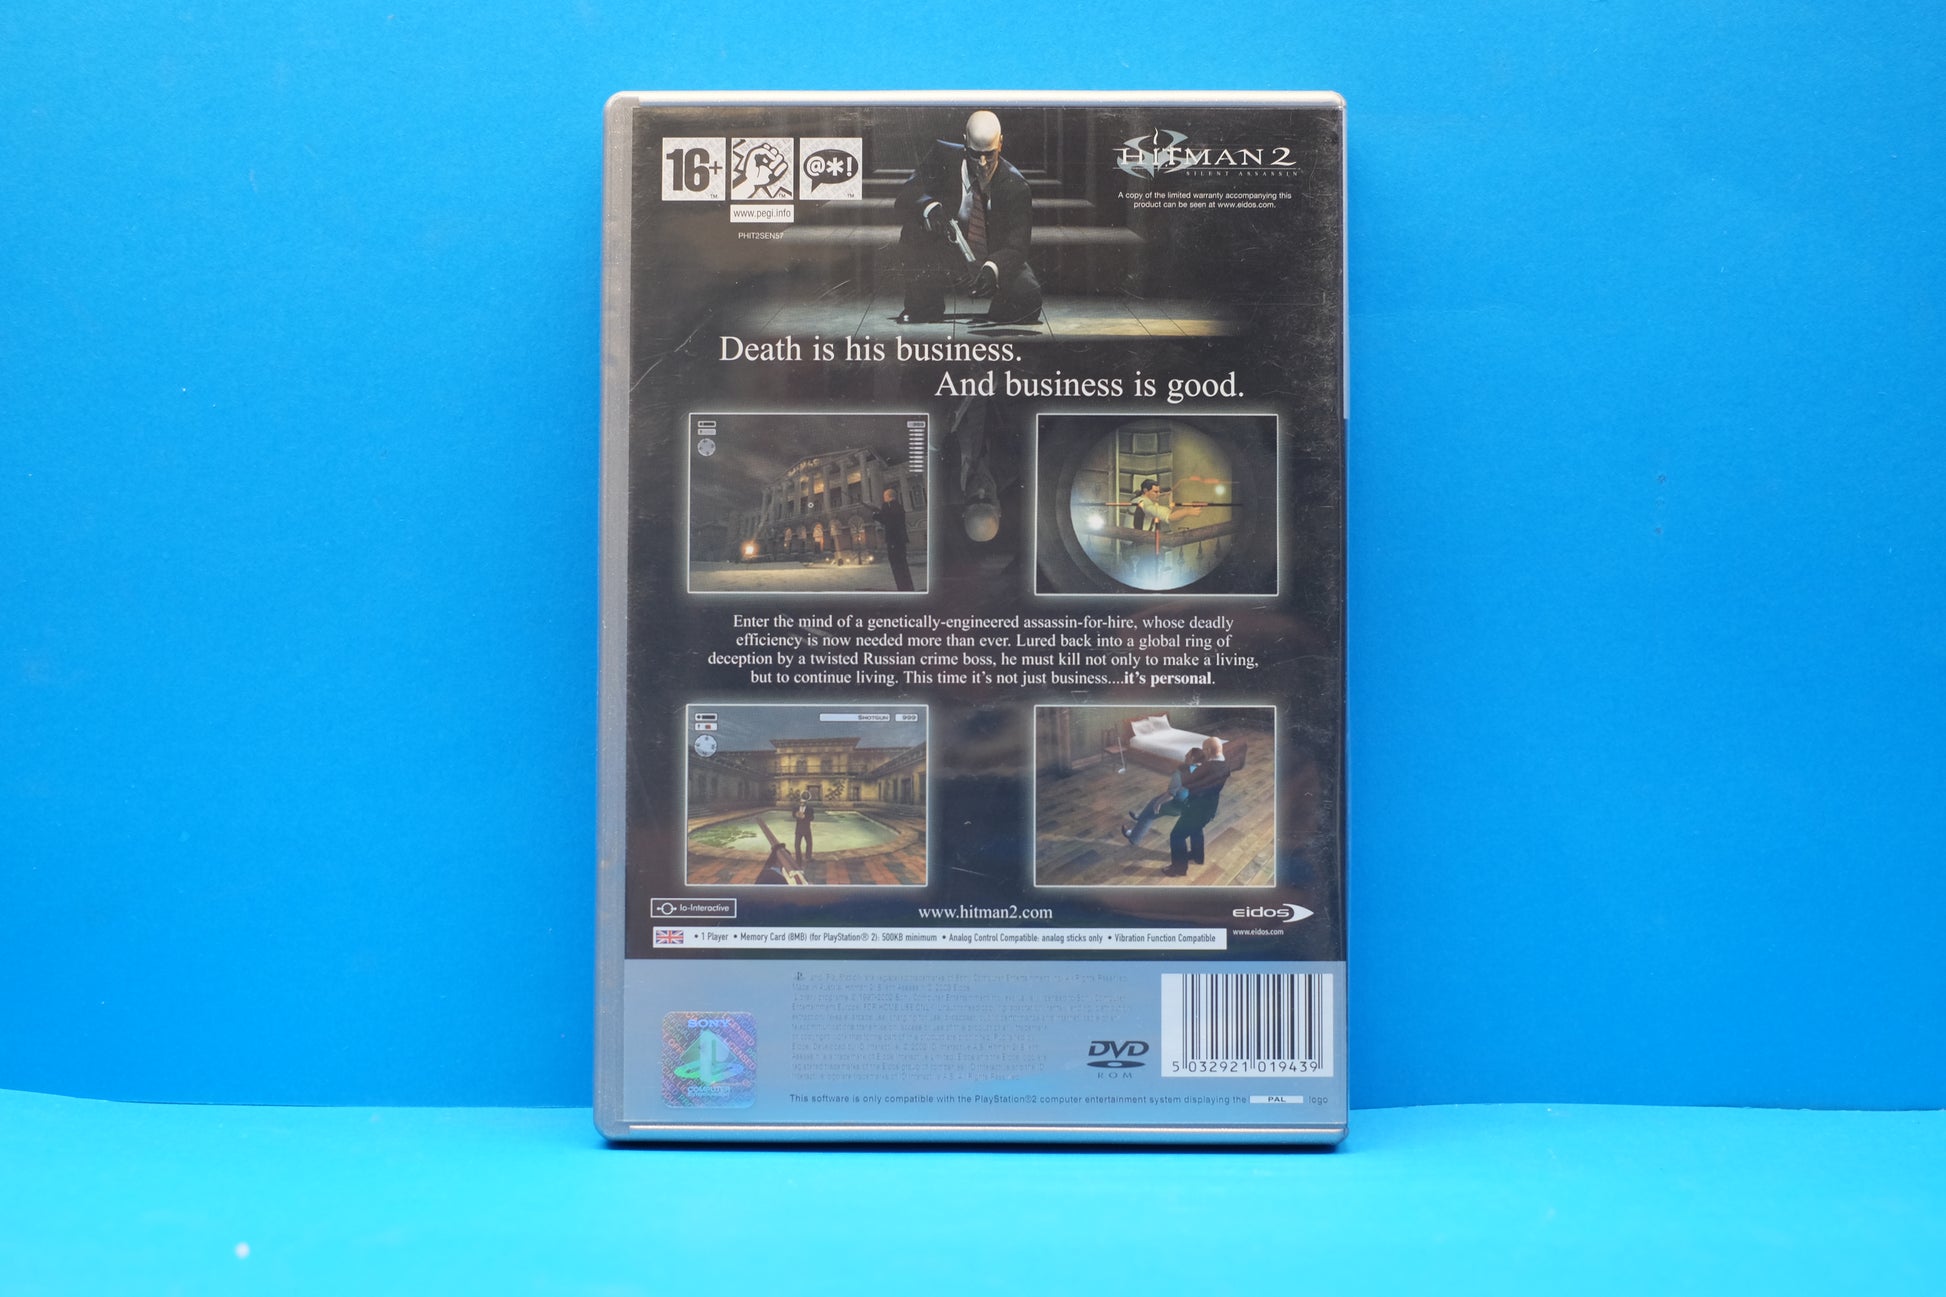 16+
@*!
TM
TM
TM
www.pegi.info
PHIT2SEN57
HITMAN 2
SILENT ASSASSIN
A copy of the limited warranty accompanying this
product can be seen at www.eidos.com.
Death is his business.
And business is good.
Enter the mind of a genetically-engineered assassin-for-hire, whose deadly
efficiency is now needed more than ever. Lured back into a global ring of
deception by a twisted Russian crime boss, he must kill not only to make a living,
but to continue living. This time it's not just business....it's personal.
SHOTGUN 999
Io-Interactive
www.hitman2.com
eidos
www.eidos.com
• 1 Player • Memory Card (8MB) (for PlayStation® 2): 500KB minimum • Analog Control Compatible: analog sticks only • Vibration Function Compatible
SONY
COMPUTER
DVD
ROM
5 032921 019439
This software is only compatible with the PlayStation®2 computer entertainment system displaying the PAL logo